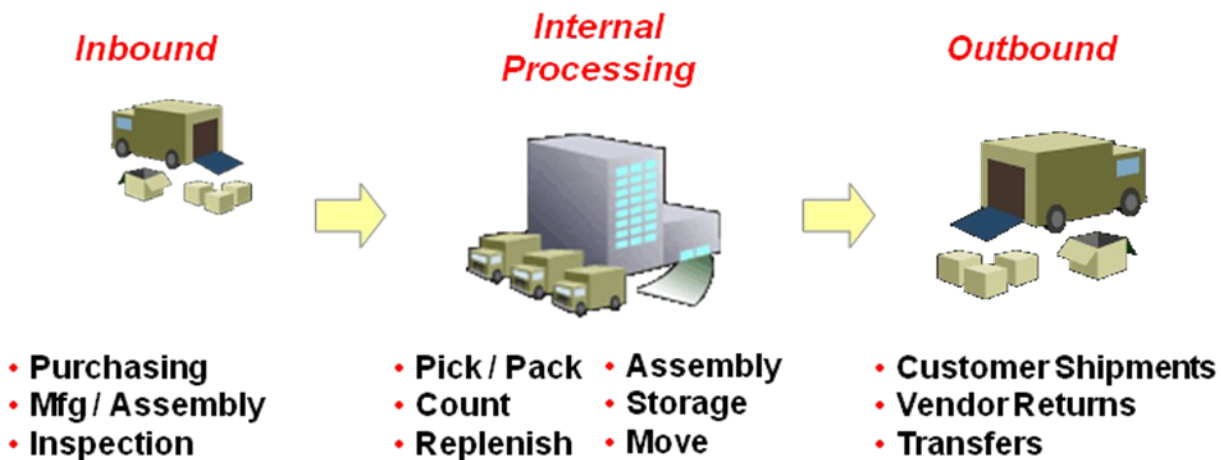 Inbound
Internal
Processing
Outbound
• Purchasing
• Mfg / Assembly
• Inspection
• Pick / Pack
• Count
• Replenish
• Assembly
• Storage
• Move
• Customer Shipments
• Vendor Returns
• Transfers